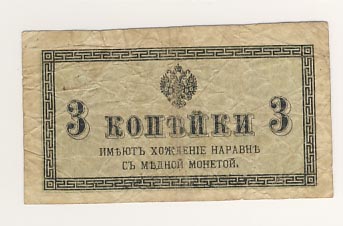 3 КОПѢЙКИ 3
ИМѢЮТЪ ХОЖДЕНІЕ НАРАВНѢ
СЪ МѢДНОЙ МОНЕТОЙ.